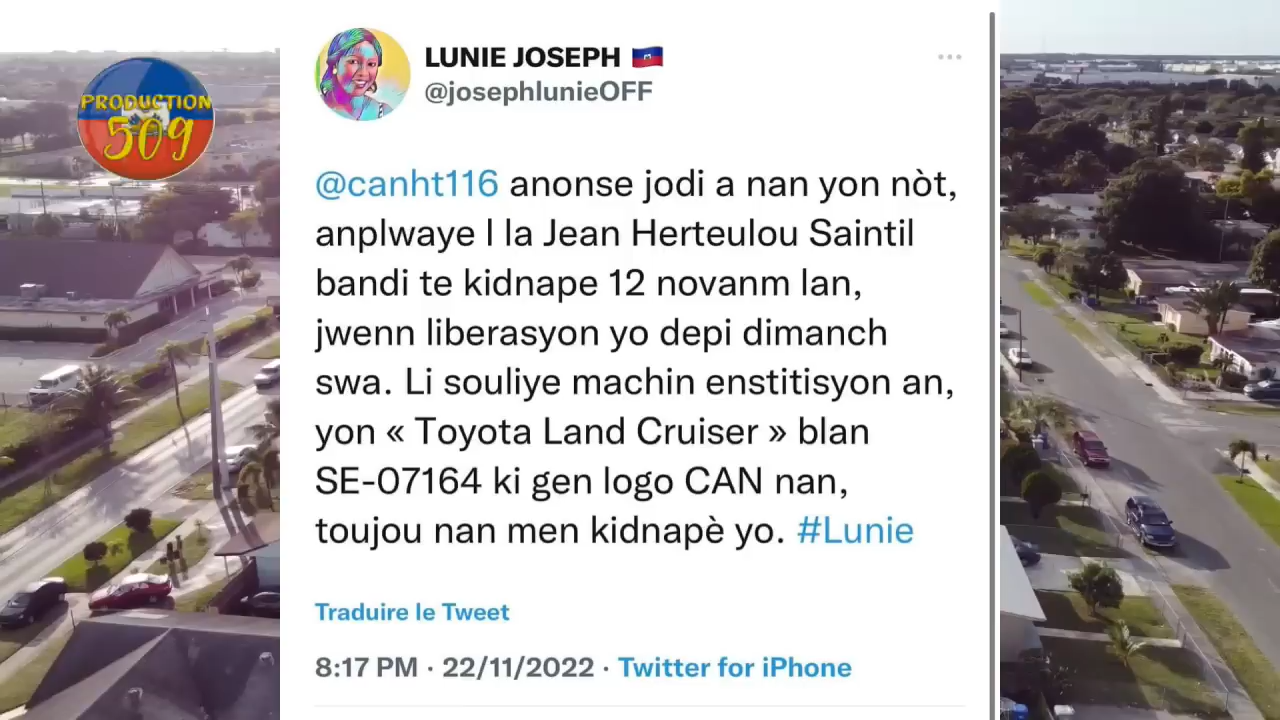 PRODUCTION
509
LUNIE JOSEPH 🇭🇹
@josephlunieOFF
@canht116 anonse jodi a nan yon nòt,
anplwaye l la Jean Herteulou Saintil
bandi te kidnape 12 novanm lan,
jwenn liberasyon yo depi dimanch
swa. Li souliye machin enstitisyon an,
yon « Toyota Land Cruiser » blan
SE-07164 ki gen logo CAN nan,
toujou nan men kidnapè yo. #Lunie
Traduire le Tweet
8:17 PM · 22/11/2022 · Twitter for iPhone